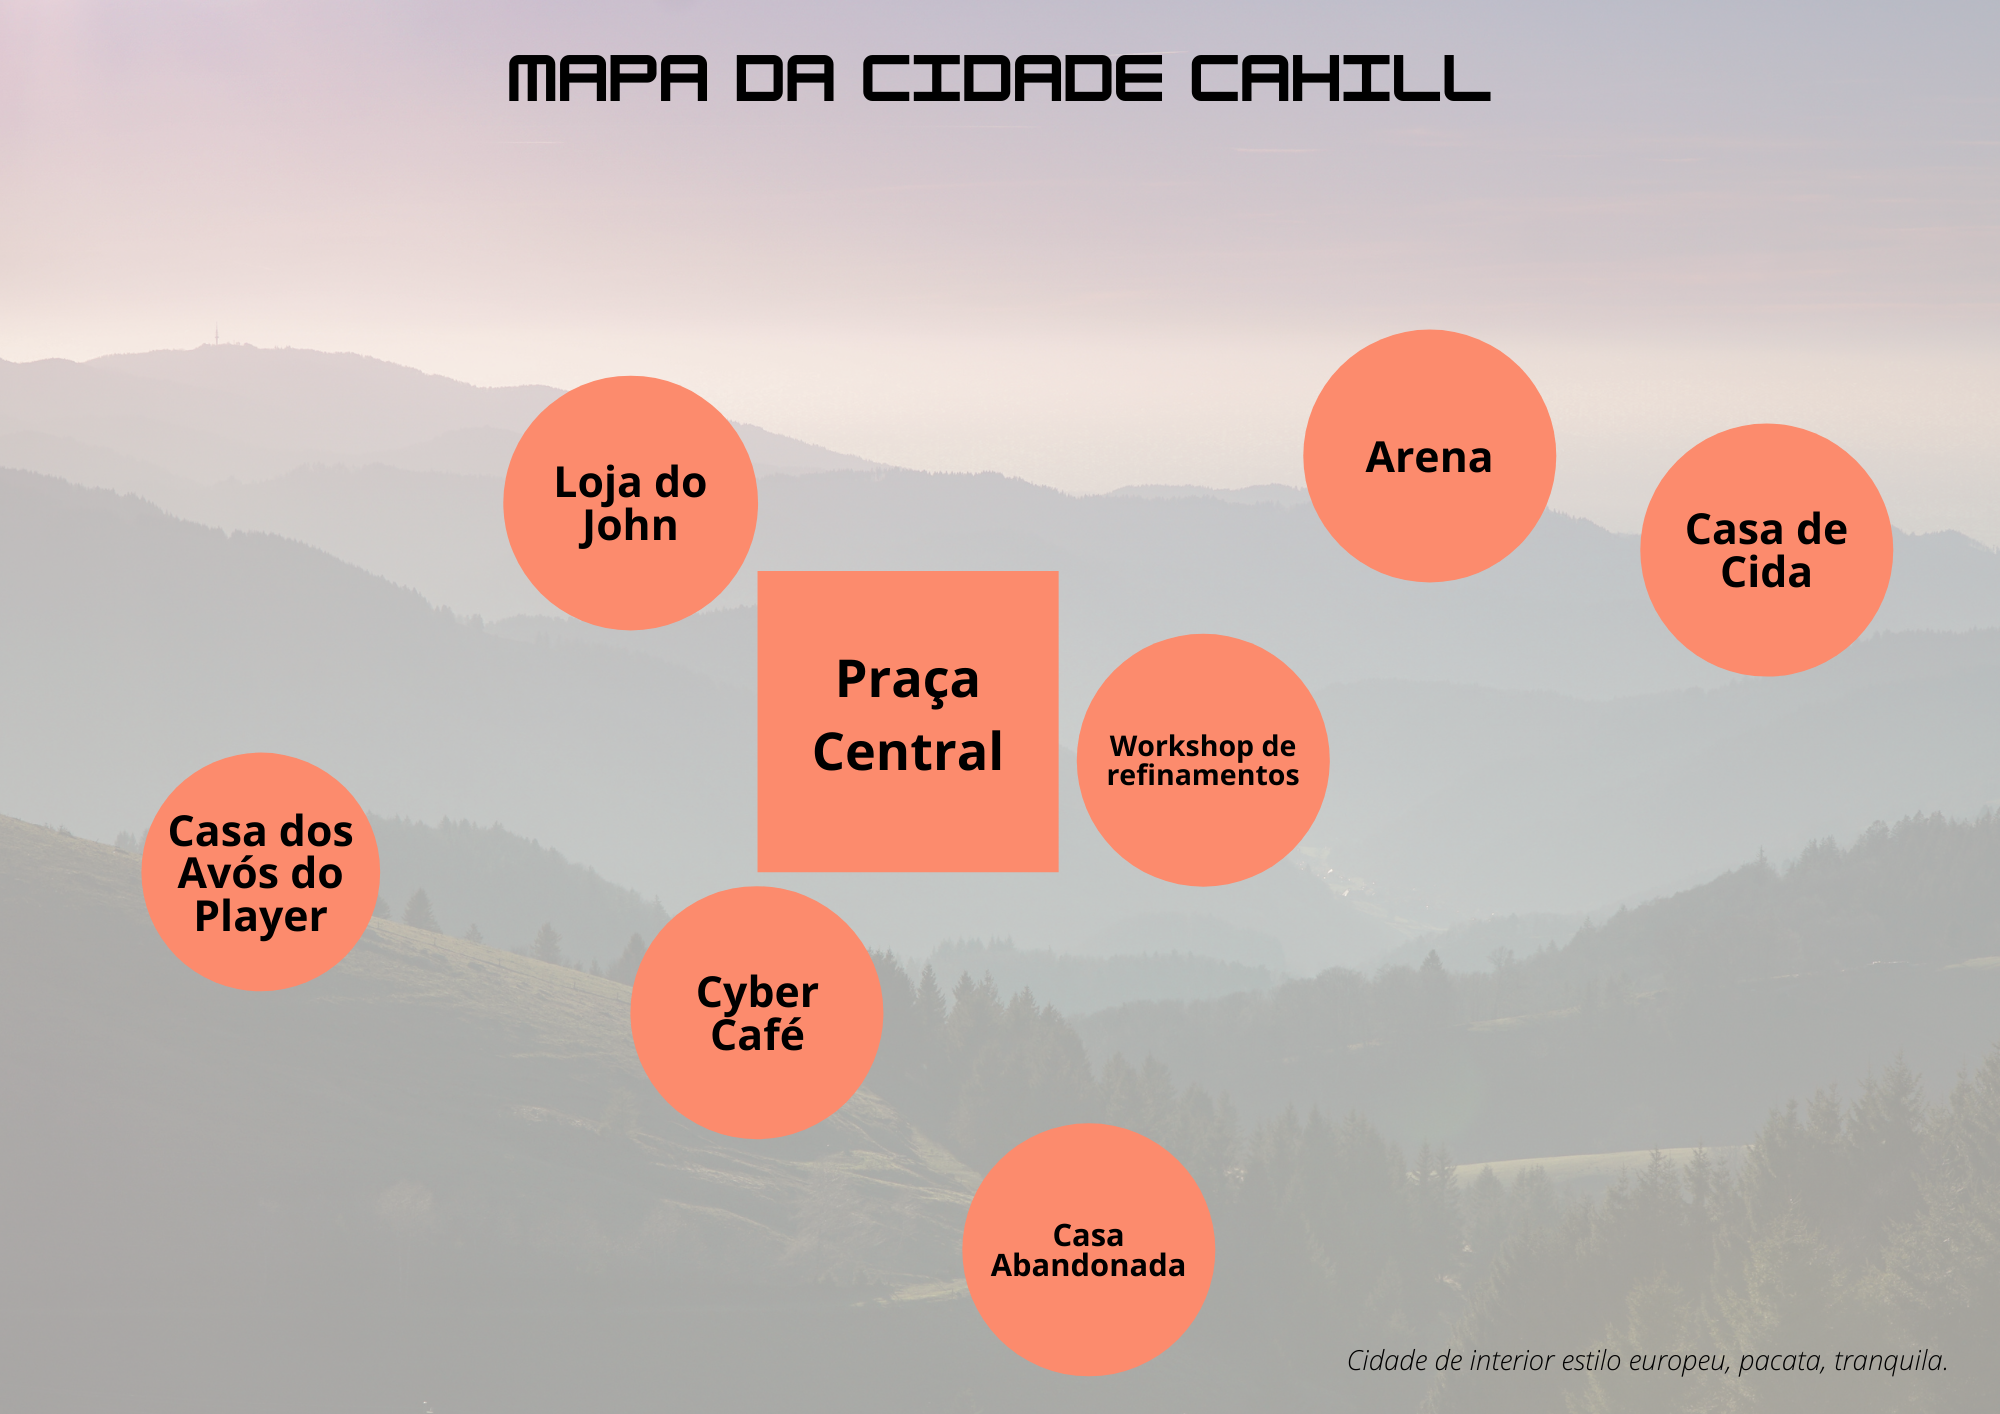 MAPA DA CIDADE CAHILL
Arena
Loja do
John
Casa de
Cida
Praça
Central
Workshop de
refinamentos
Casa dos
Avós do
Player
Cyber
Café
Casa
Abandonada
Cidade de interior estilo europeu, pacata, tranquila.